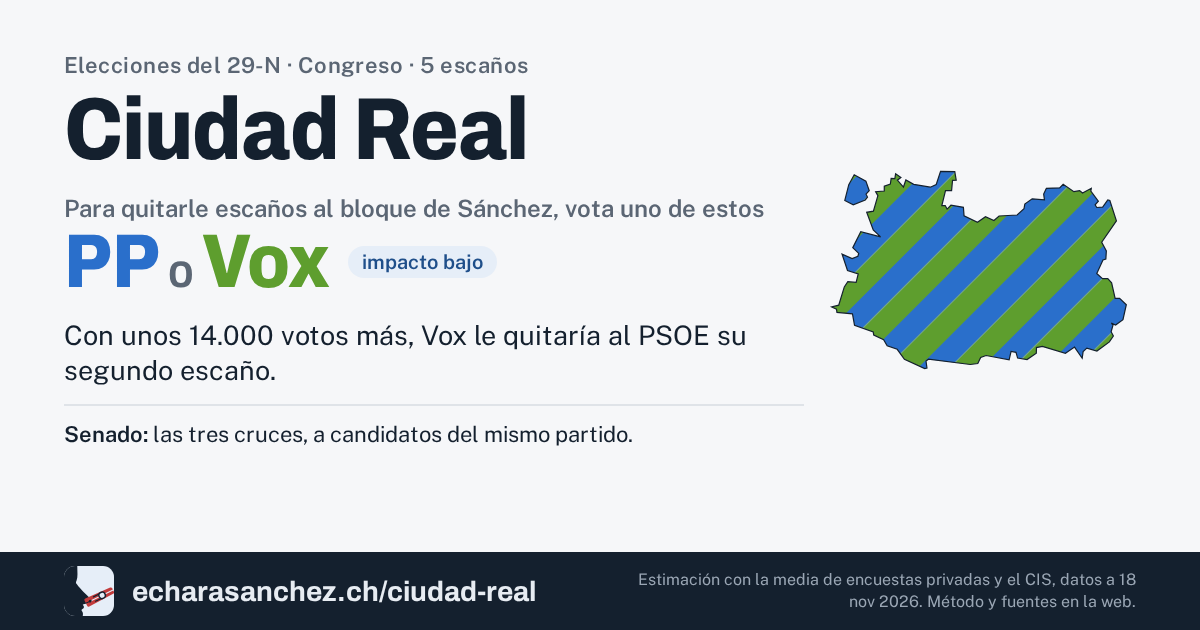 Elecciones del 29-N · Congreso · 5 escaños
Ciudad Real
Para quitarle escaños al bloque de Sánchez, vota uno de estos
PP o Vox impacto bajo
Con unos 14.000 votos más, Vox le quitaría al PSOE su
segundo escaño.
Senado: las tres cruces, a candidatos del mismo partido.
echarasanchez.ch/ciudad-real
Estimación con la media de encuestas privadas y el CIS, datos a 18
nov 2026. Método y fuentes en la web.